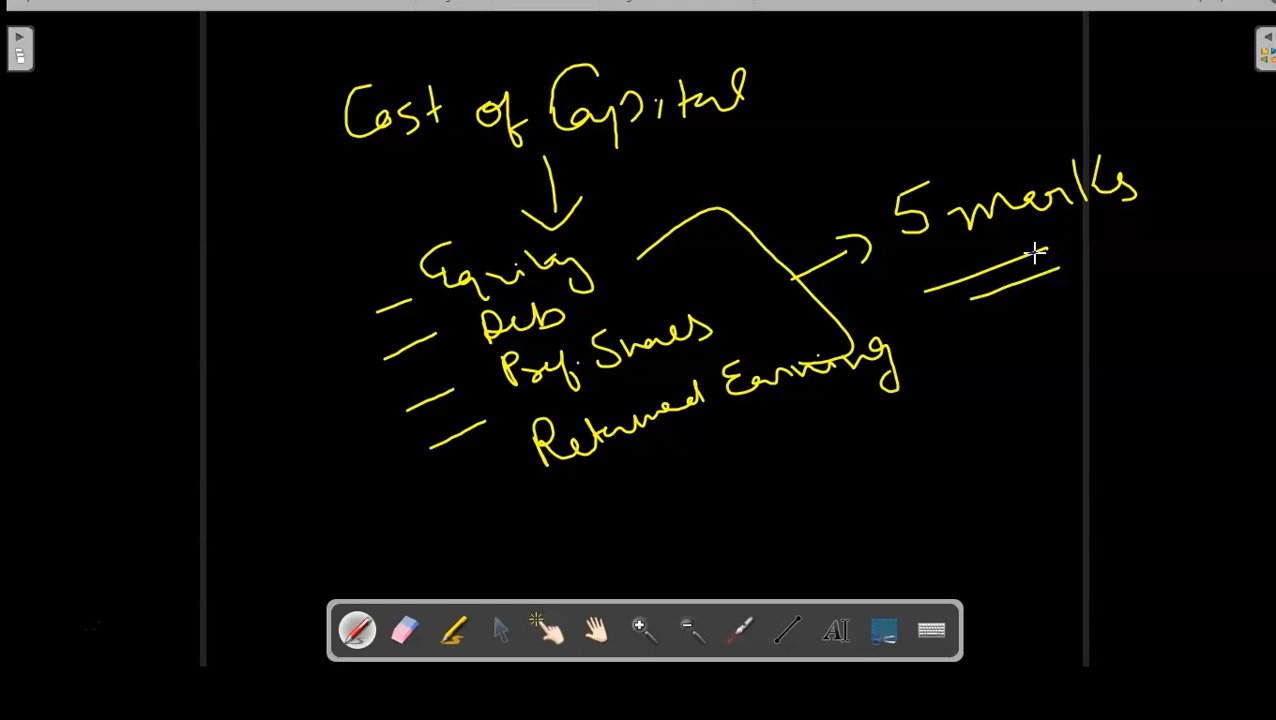 Cost of Capital
5 marks
Equity
Deb
Pref. Shares
Retained Earning